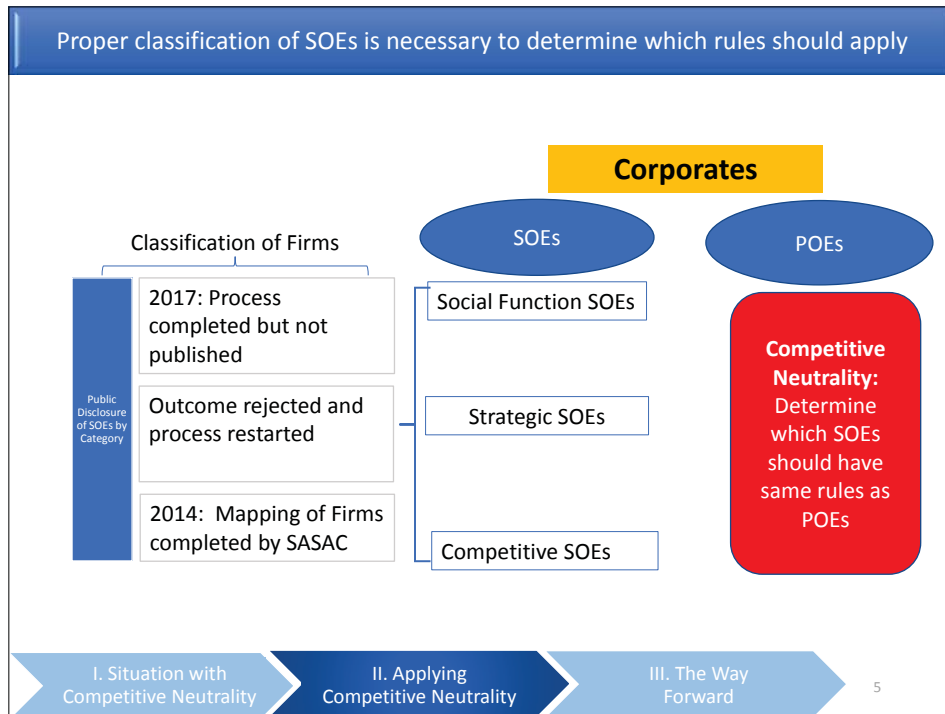 Proper classification of SOEs is necessary to determine which rules should apply
Corporates
SOEs
POEs
Classification of Firms
Public
Disclosure
of SOEs by
Category
2017: Process
completed but not
published
Outcome rejected and
process restarted
2014:  Mapping of Firms
completed by SASAC
Social Function SOEs
Strategic SOEs
Competitive SOEs
Competitive
Neutrality:
Determine
which SOEs
should have
same rules as
POEs
I. Situation with
Competitive Neutrality
II. Applying
Competitive Neutrality
III. The Way
Forward
5